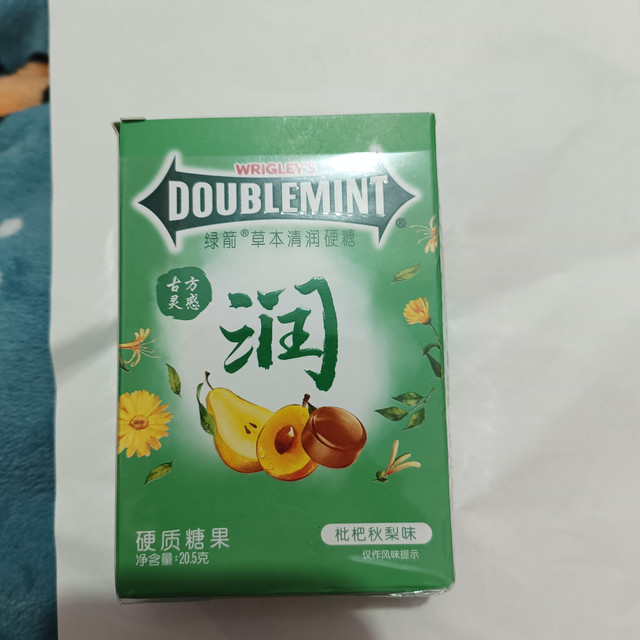 WRIGLEY'S
DOUBLEMINT®
绿箭®草本清润硬糖
古方
灵感
润
硬质糖果
净含量:20.5克
枇杷秋梨味
仅作风味提示